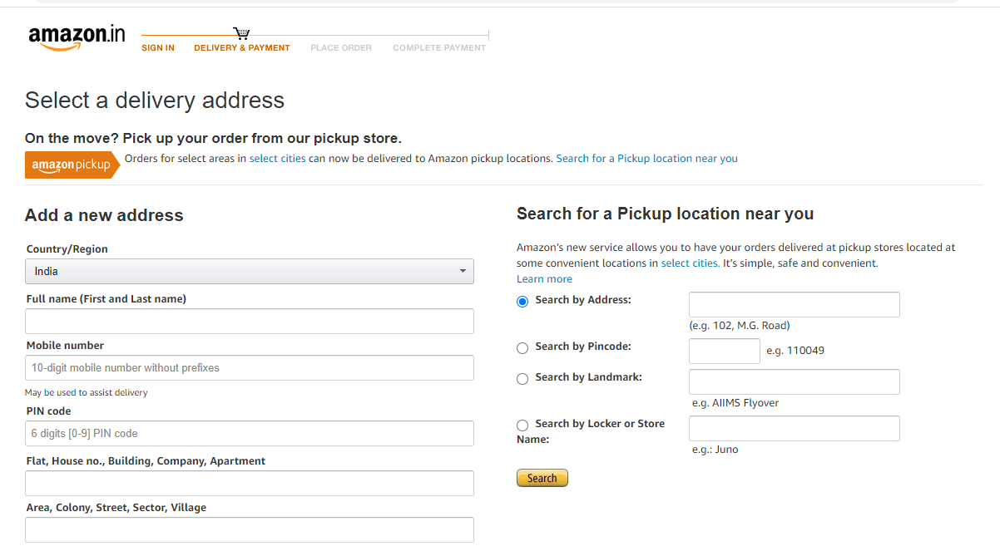 amazon.in
SIGN IN DELIVERY & PAYMENT PLACE ORDER COMPLETE PAYMENT
Select a delivery address
On the move? Pick up your order from our pickup store.
amazonpickup Orders for select areas in select cities can now be delivered to Amazon pickup locations. Search for a Pickup location near you
Add a new address
Country/Region
India
Full name (First and Last name)
Mobile number
10-digit mobile number without prefixes
May be used to assist delivery
PIN code
6 digits [0-9] PIN code
Flat, House no., Building, Company, Apartment
Area, Colony, Street, Sector, Village
Search for a Pickup location near you
Amazon's new service allows you to have your orders delivered at pickup stores located at
some convenient locations in select cities. It's simple, safe and convenient.
Learn more
Search by Address:
(e.g. 102, M.G. Road)
Search by Pincode:
e.g. 110049
Search by Landmark:
e.g. AIIMS Flyover
Search by Locker or Store
Name:
e.g.: Juno
Search